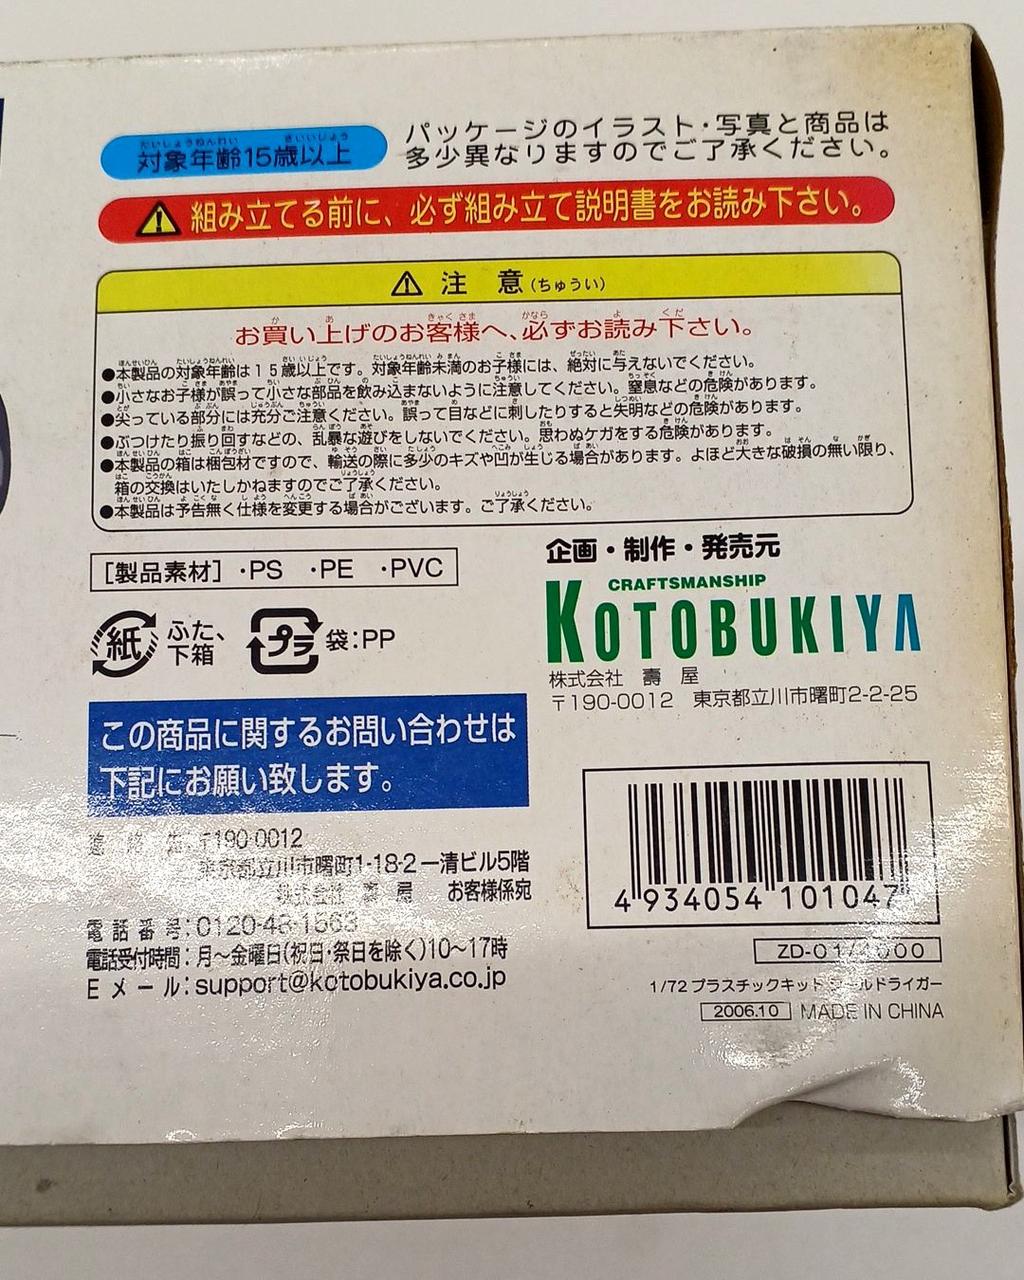 対象年齢15歳以上
パッケージのイラスト・写真と商品は
多少異なりますのでご了承ください。
組み立てる前に、必ず組み立て説明書をお読み下さい。
注 意(ちゅうい)
お買い上げのお客様へ、必ずお読み下さい。
●本製品の対象年齢は15歳以上です。対象年齢未満のお子様には、絶対に与えないでください。
●小さなお子様が誤って小さな部品を飲み込まないように注意してください。窒息などの危険があります。
●尖っている部分には充分ご注意ください。誤って目などに刺したりすると失明などの危険があります。
●ぶつけたり振り回すなどの、乱暴な遊びをしないでください。思わぬケガをする危険があります。
●本製品の箱は梱包材ですので、輸送の際に多少のキズや凹が生じる場合があります。よほど大きな破損の無い限り、
箱の交換はいたしかねますのでご了承ください。
●本製品は予告無く仕様を変更する場合がございます。ご了承ください。
[製品素材] ・PS ・PE ・PVC
紙 ふた、
下箱
プラ 袋:PP
企画・制作・発売元
CRAFTSMANSHIP
KOTOBUKIYA
株式会社 壽 屋
〒190-0012 東京都立川市曙町2-2-25
この商品に関するお問い合わせは
下記にお願い致します。
連 絡 先:〒190-0012
東京都立川市曙町1-18-2 一清ビル5階
株式会社 壽 屋 お客様係宛
電 話 番 号:0120-43-1663
電話受付時間:月〜金曜日(祝日・祭日を除く)10〜17時
E メ ー ル:support@kotobukiya.co.jp
4 934054 101047
ZD-01/
1/72 プラスチックキット シールドライガー
2006.10 MADE IN CHINA